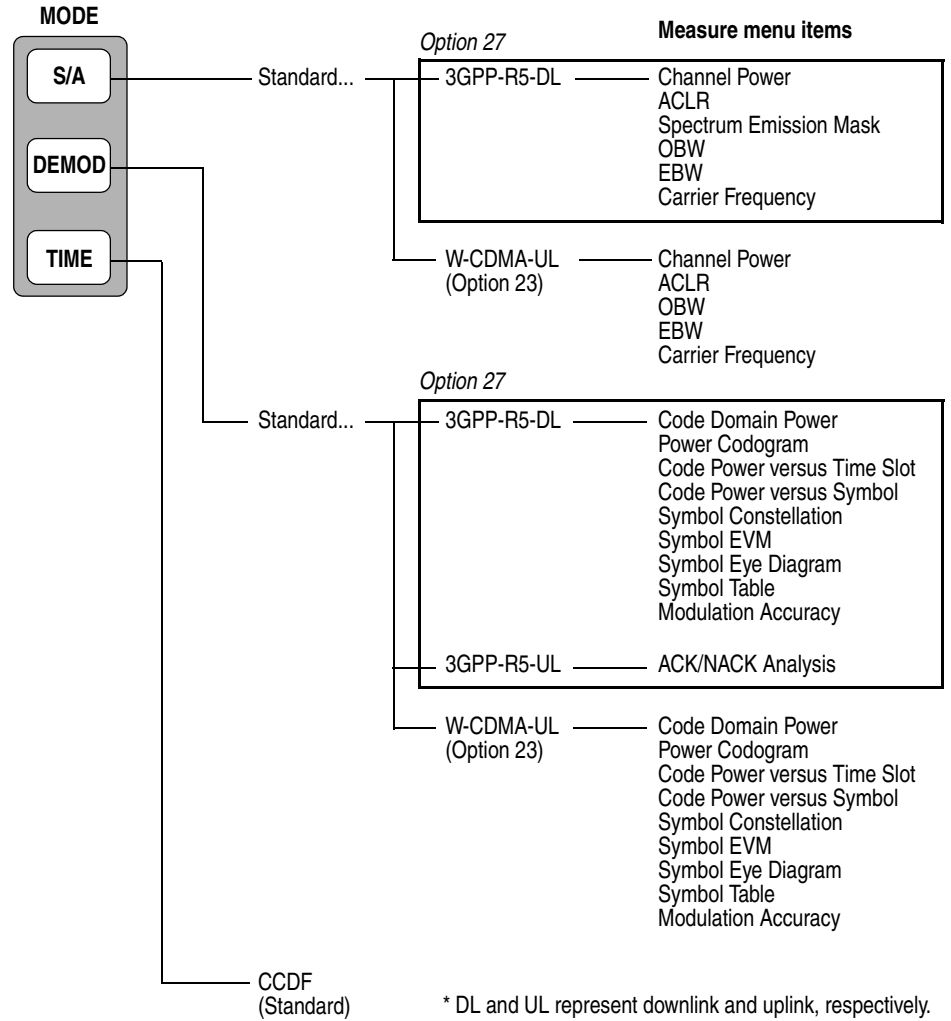 MODE
Option 27
Measure menu items
S/A
Standard...
3GPP-R5-DL
Channel Power
ACLR
Spectrum Emission Mask
OBW
EBW
Carrier Frequency
DEMOD
TIME
W-CDMA-UL
(Option 23)
Channel Power
ACLR
OBW
EBW
Carrier Frequency
Option 27
Standard...
3GPP-R5-DL
Code Domain Power
Power Codogram
Code Power versus Time Slot
Code Power versus Symbol
Symbol Constellation
Symbol EVM
Symbol Eye Diagram
Symbol Table
Modulation Accuracy
3GPP-R5-UL
ACK/NACK Analysis
W-CDMA-UL
(Option 23)
Code Domain Power
Power Codogram
Code Power versus Time Slot
Code Power versus Symbol
Symbol Constellation
Symbol EVM
Symbol Eye Diagram
Symbol Table
Modulation Accuracy
CCDF
(Standard)
* DL and UL represent downlink and uplink, respectively.